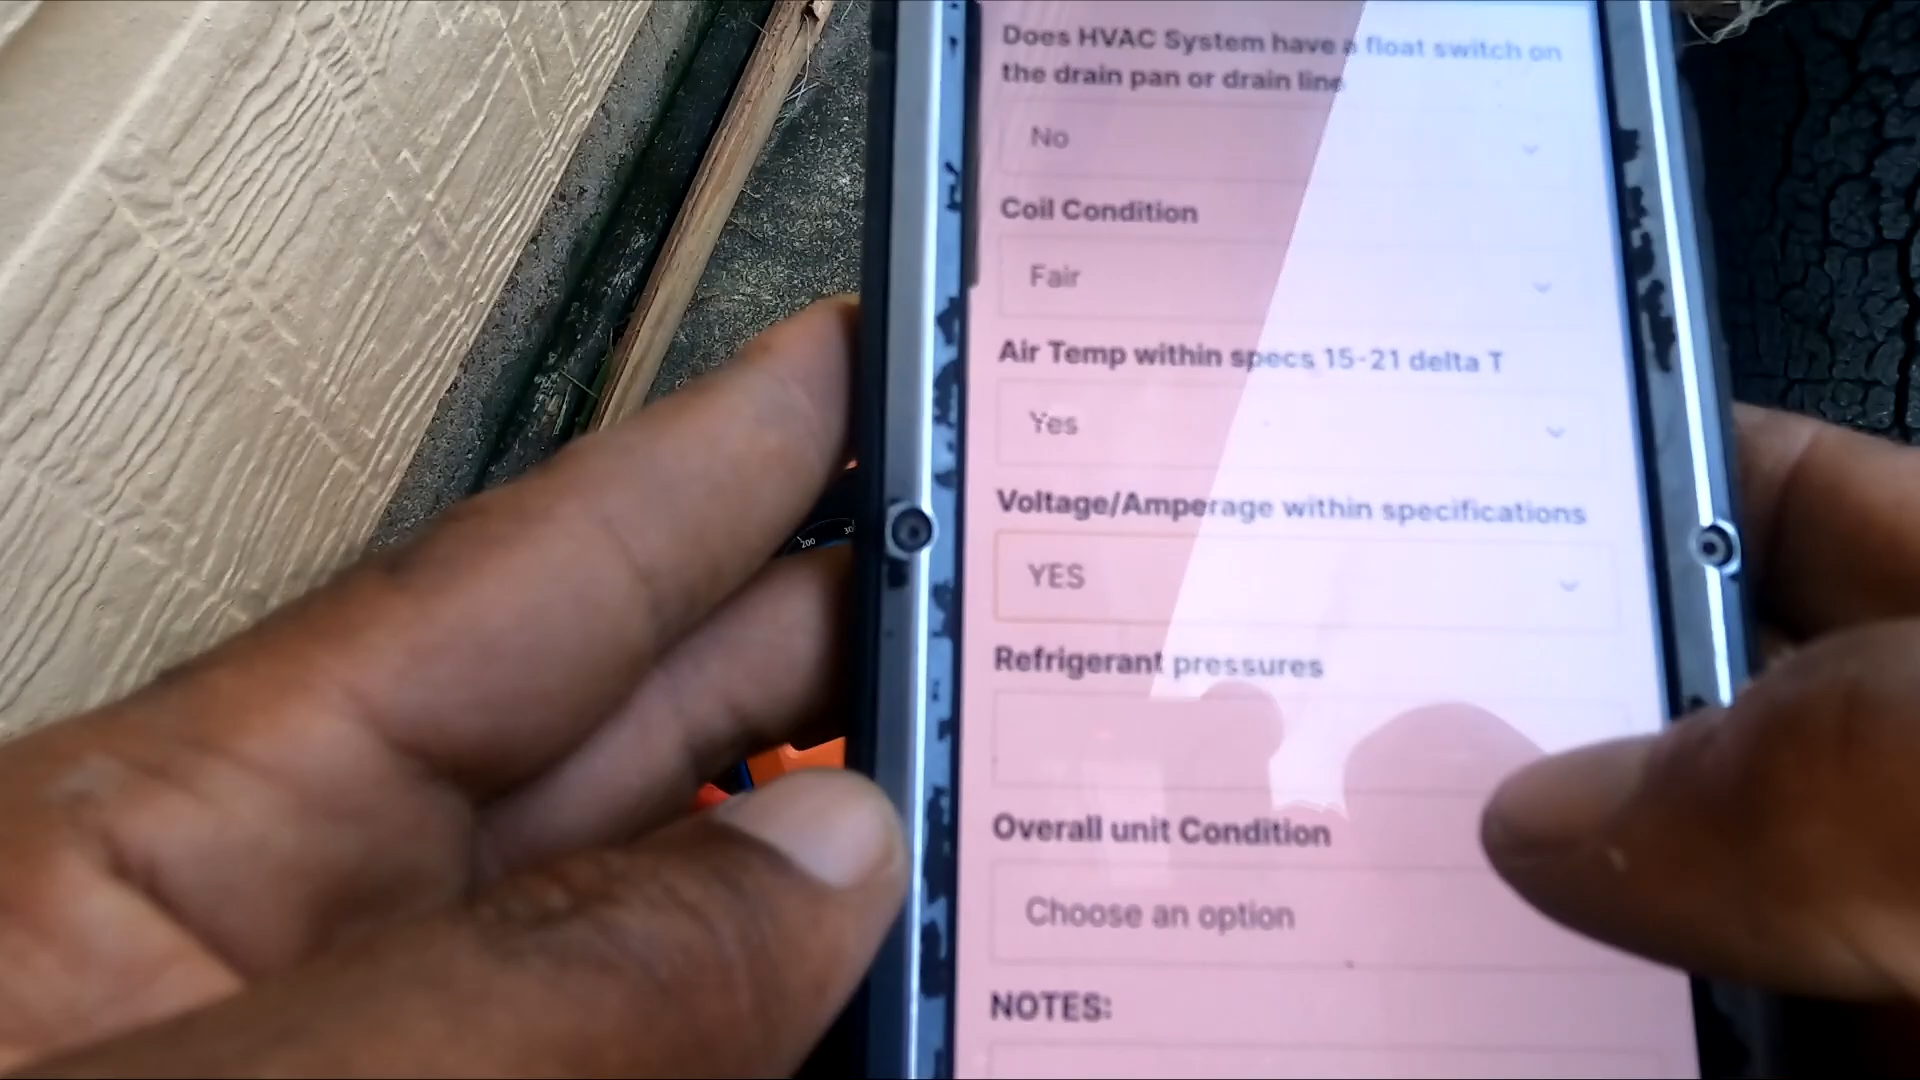 Does HVAC System have a float switch on
the drain pan or drain line
No
Coil Condition
Fair
Air Temp within specs 15-21 delta T
Yes
Voltage/Amperage within specifications
YES
Refrigerant pressures
Overall unit Condition
Choose an option
NOTES:
200
30